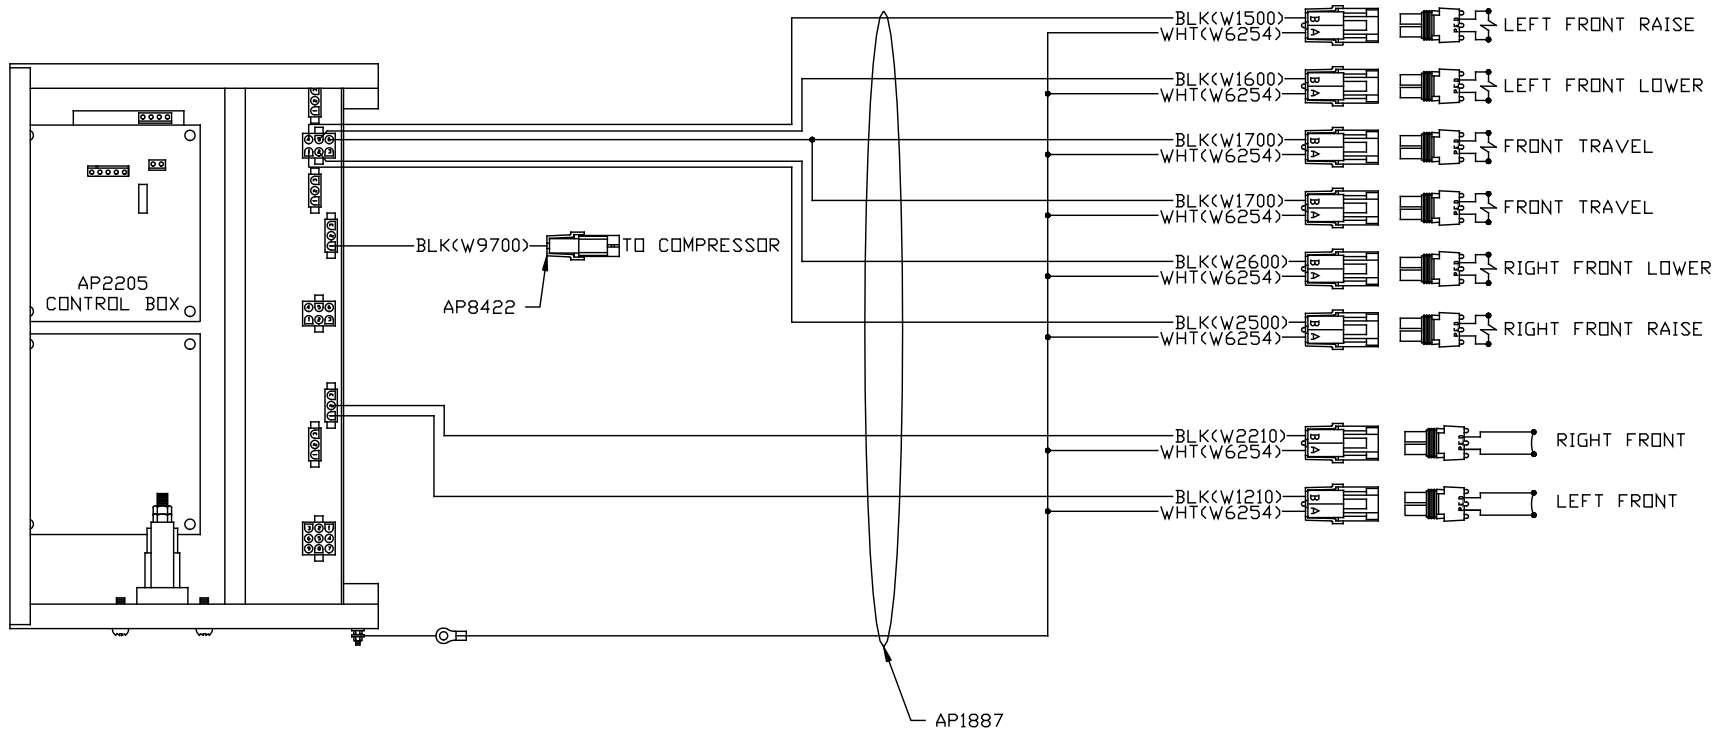 BLK(W1500)
WHT(W6254)
B
A
LEFT FRONT RAISE
BLK(W1600)
WHT(W6254)
B
A
LEFT FRONT LOWER
BLK(W1700)
WHT(W6254)
B
A
FRONT TRAVEL
BLK(W1700)
WHT(W6254)
B
A
FRONT TRAVEL
BLK(W9700)
TO COMPRESSOR
BLK(W2600)
WHT(W6254)
B
A
RIGHT FRONT LOWER
AP2205
CONTROL BOX
AP8422
BLK(W2500)
WHT(W6254)
B
A
RIGHT FRONT RAISE
BLK(W2210)
WHT(W6254)
B
A
RIGHT FRONT
BLK(W1210)
WHT(W6254)
B
A
LEFT FRONT
AP1887